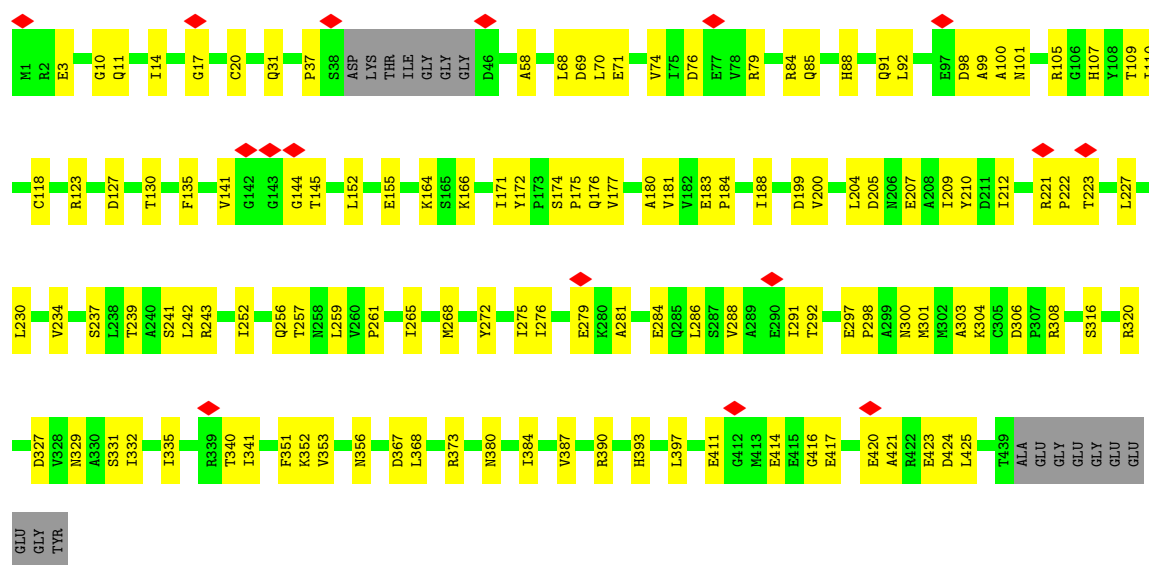 M1 R2 E3 G10 Q11 I14 G17 C20 Q31 P37 S38 ASP LYS THR ILE GLY GLY GLY D46 A58 L68 D69 L70 E71 V74 I75 D76 E77 V78 R79 R84 Q85 H88 Q91 L92 E97 D98 A99 A100 N101 R105 G106 H107 Y108 T109 I110
C118 R123 D127 T130 F135 V141 G142 G143 G144 T145 L152 E155 K164 S165 K166 I171 Y172 P173 S174 P175 Q176 V177 A180 V181 V182 E183 P184 I188 D199 V200 L204 D205 N206 E207 A208 I209 Y210 D211 I212 R221 P222 T223 L227
L230 V234 S237 L238 T239 A240 S241 L242 R243 I252 Q256 T257 N258 L259 V260 P261 I265 M268 Y272 I275 I276 E279 K280 A281 E284 Q285 L286 S287 V288 A289 E290 I291 T292 E297 P298 A299 N300 M301 M302 A303 K304 C305 D306 P307 R308 S316 R320
D327 V328 N329 A330 S331 I332 I335 R339 T340 I341 F351 K352 V353 N356 D367 L368 R373 N380 I384 V387 R390 H393 L397 E411 G412 M413 E414 E415 G416 E417 E420 A421 R422 E423 D424 L425 T439 ALA GLU GLY GLU GLY GLU GLU
GLU GLY TYR